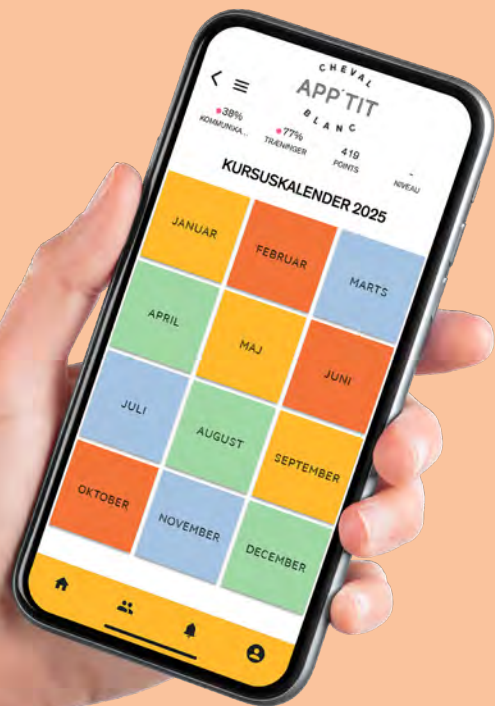 CHEVAL
APP'TIT
BLANC
38%
KOMMUNIKA...
77%
TRÆNINGER
419
POINTS
-
NIVEAU
KURSUSKALENDER 2025
JANUAR
FEBRUAR
MARTS
APRIL
MAJ
JUNI
JULI
AUGUST
SEPTEMBER
OKTOBER
NOVEMBER
DECEMBER